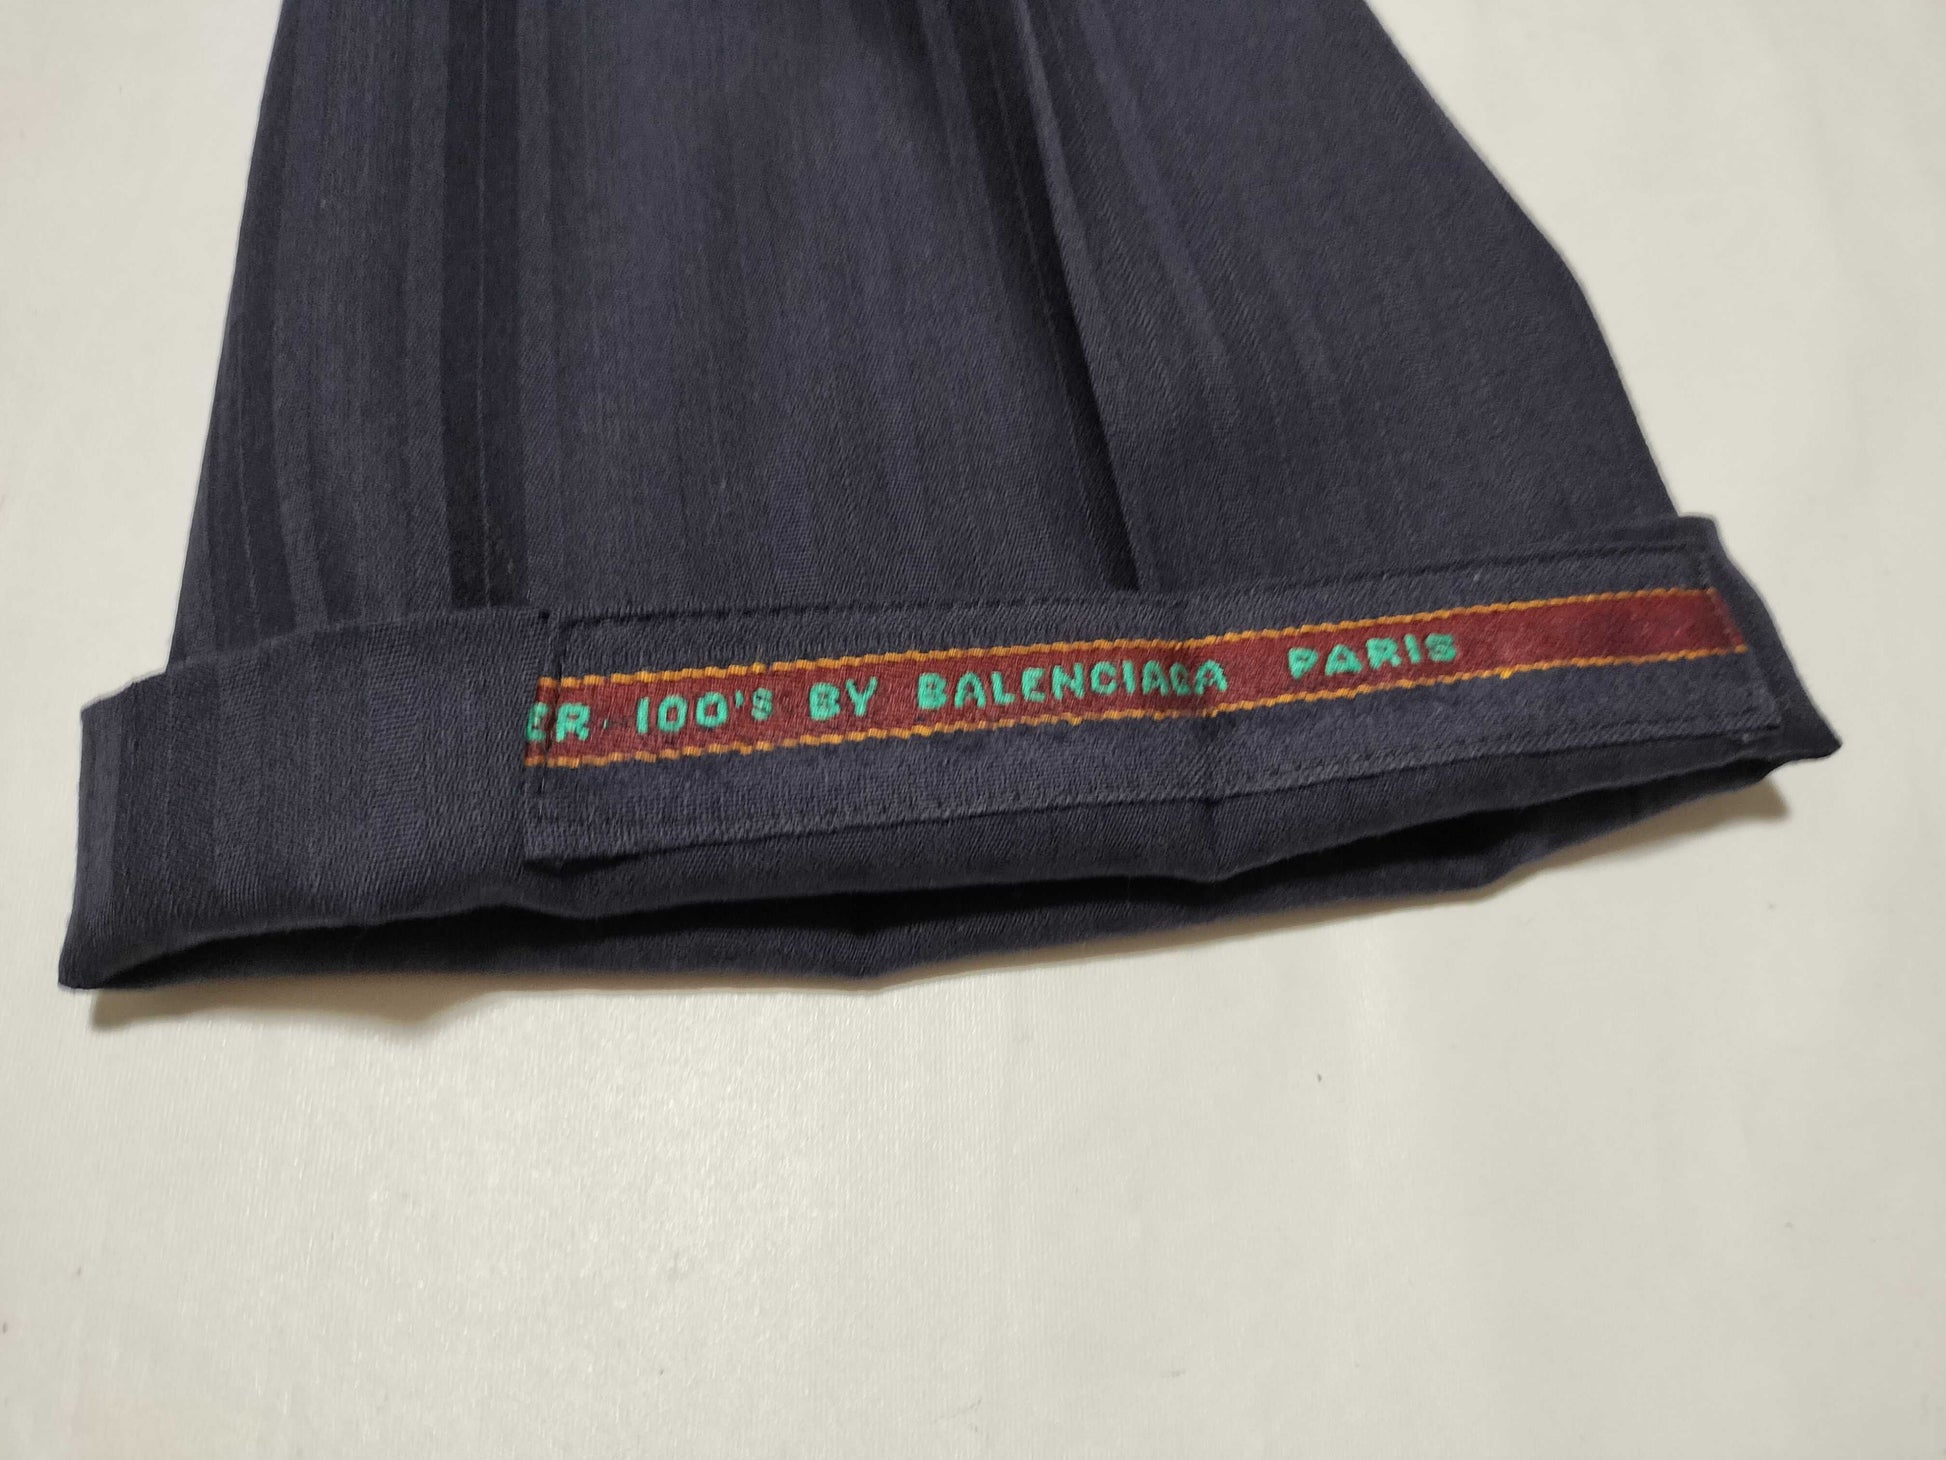 ER 100'S BY BALENCIAGA PARIS